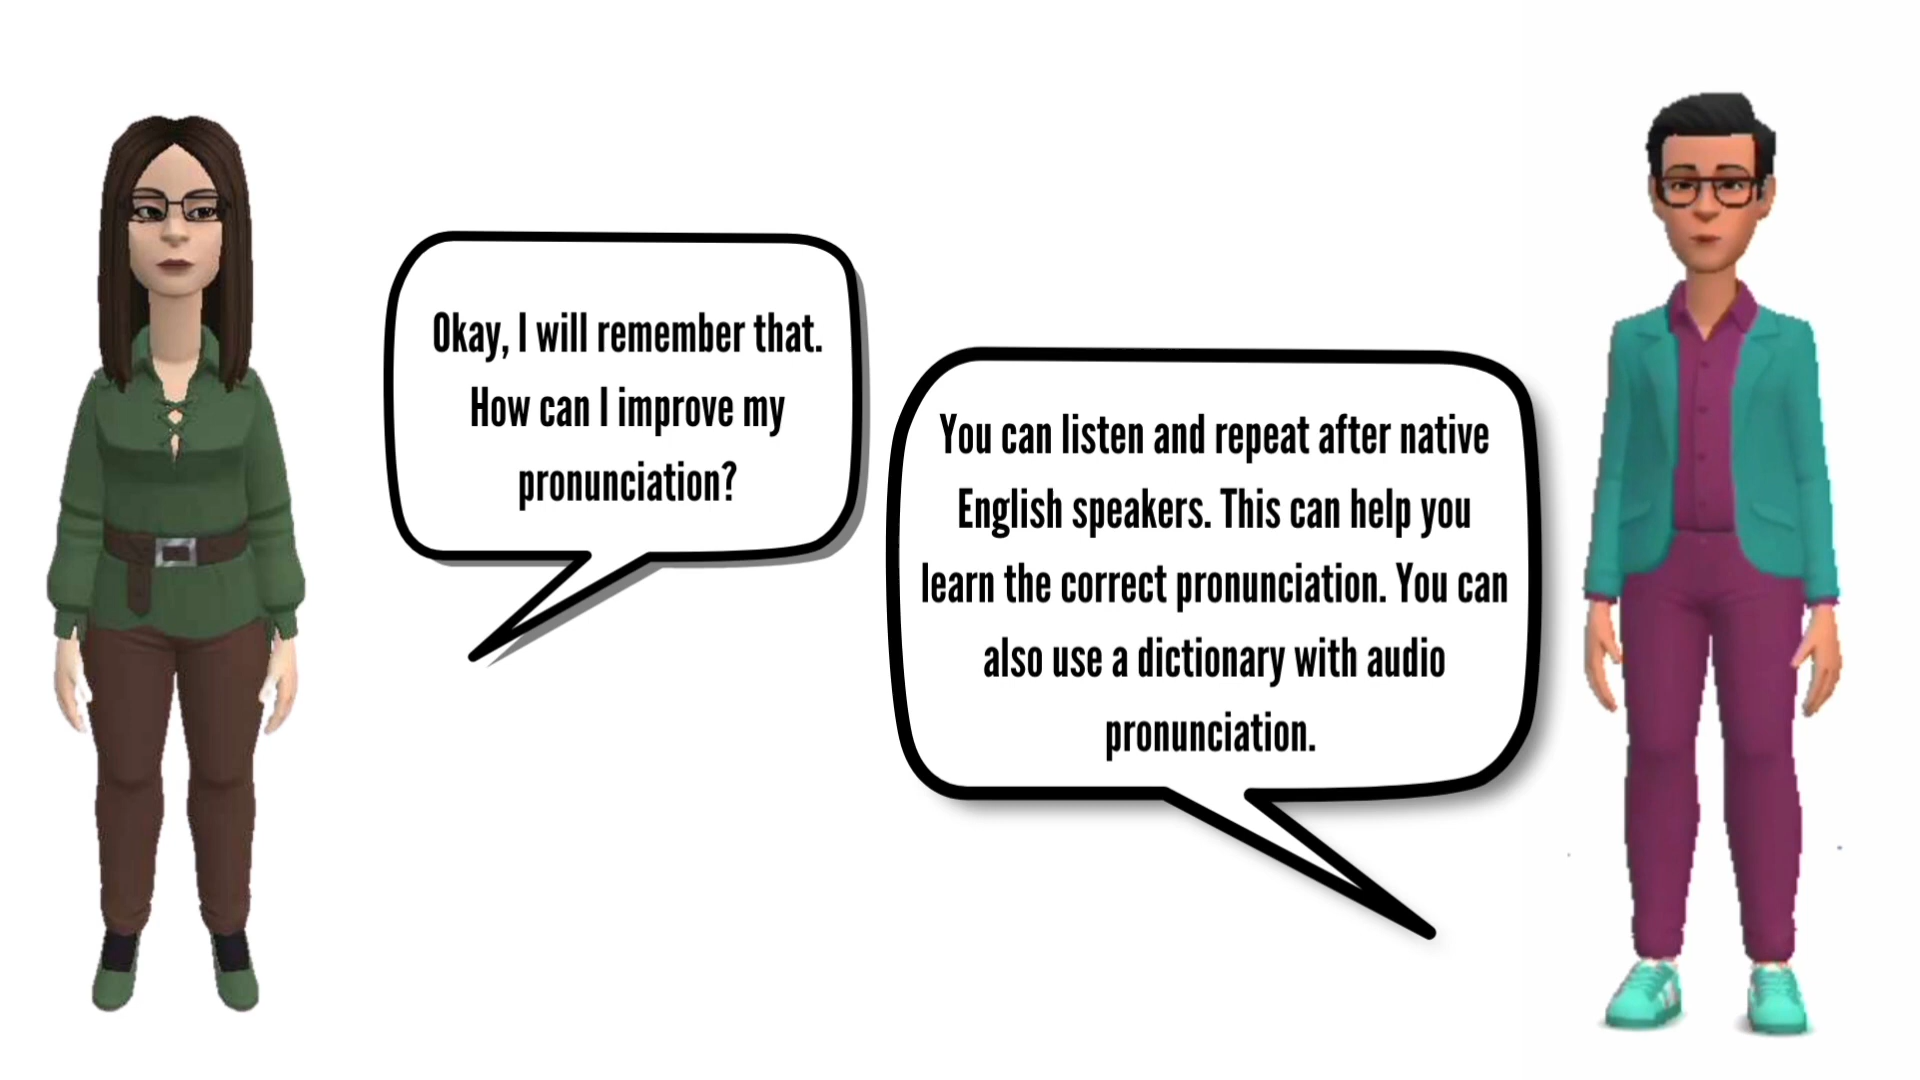 Okay, I will remember that.
How can I improve my
pronunciation?
You can listen and repeat after native
English speakers. This can help you
learn the correct pronunciation. You can
also use a dictionary with audio
pronunciation.